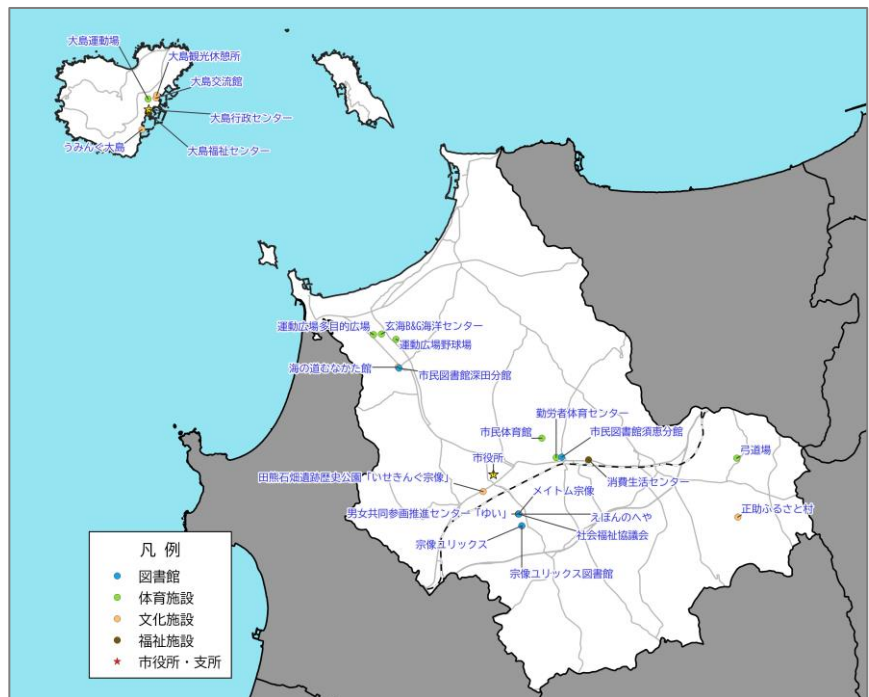 大島運動場
大島観光休憩所
大島交流館
大島行政センター
うみんぐ大島
大島福祉センター
運動広場多目的広場
玄海B&G海洋センター
運動広場野球場
海の道むなかた館
市民図書館深田分館
勤労者体育センター
市民体育館
市民図書館須恵分館
弓道場
市役所
田熊石畑遺跡歴史公園「いせきんぐ宗像」
消費生活センター
メイトム宗像
男女共同参画推進センター「ゆい」
えほんのへや
正助ふるさと村
社会福祉協議会
宗像ユリックス
宗像ユリックス図書館
凡 例
図書館
体育施設
文化施設
福祉施設
市役所・支所